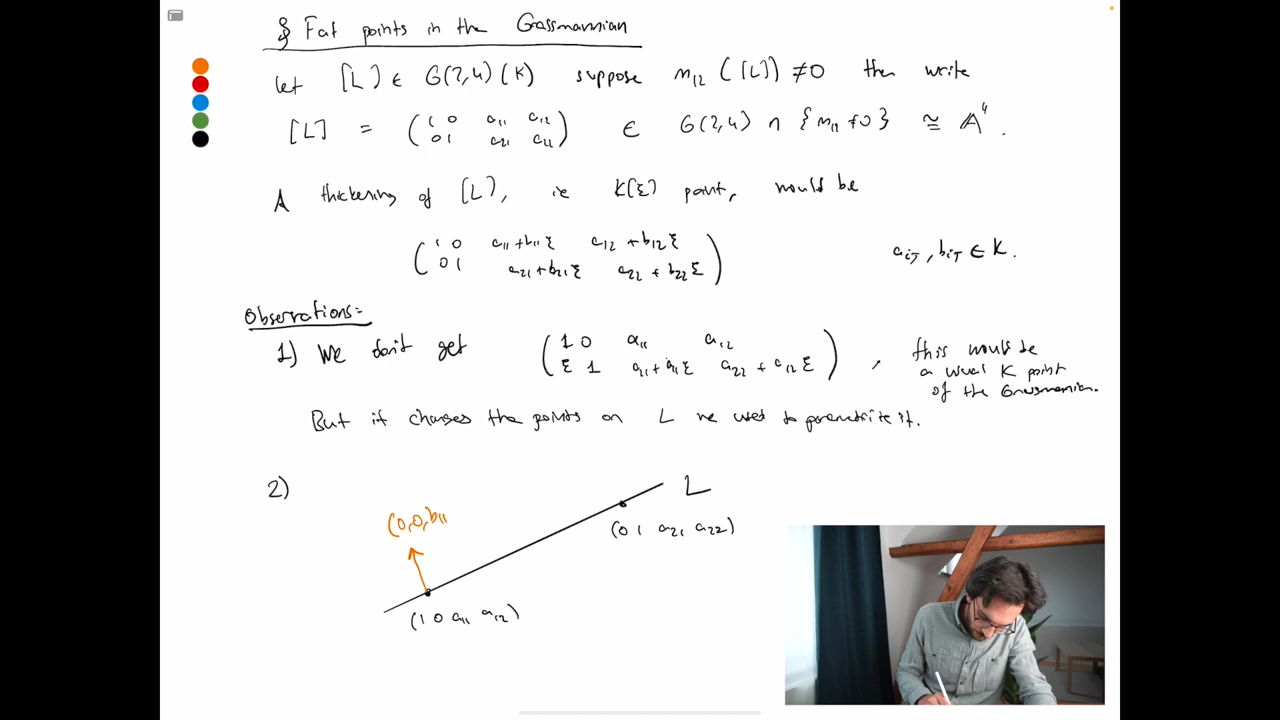 § Fat points in the Grassmannian
Let [L] ∈ G(2,4)(K) suppose m₁₂([L]) ≠ 0 then write
[L] = ( 1 0 a₁₁ a₁₂ ) ∈ G(2,4) ∩ {m₁₂ ≠ 0} ≅ 𝔸⁴.
0 1 a₂₁ a₂₂
A thickening of [L], ie K[ε] point, would be
( 1 0 a₁₁+b₁₁ε a₁₂+b₁₂ε ) aᵢⱼ, bᵢⱼ ∈ K.
0 1 a₂₁+b₂₁ε a₂₂+b₂₂ε
Observations:
1) We don't get ( 1 0 a₁₁ a₁₂ ) , this would be
ε 1 a₂₁+a₁₁ε a₂₂+a₁₂ε a usual K point
of the Grassmannian.
But it changes the points on L we used to parametrize it.
2)
L
(0,0,b₁₁
(0 1 a₂₁ a₂₂)
(1 0 a₁₁ a₁₂)